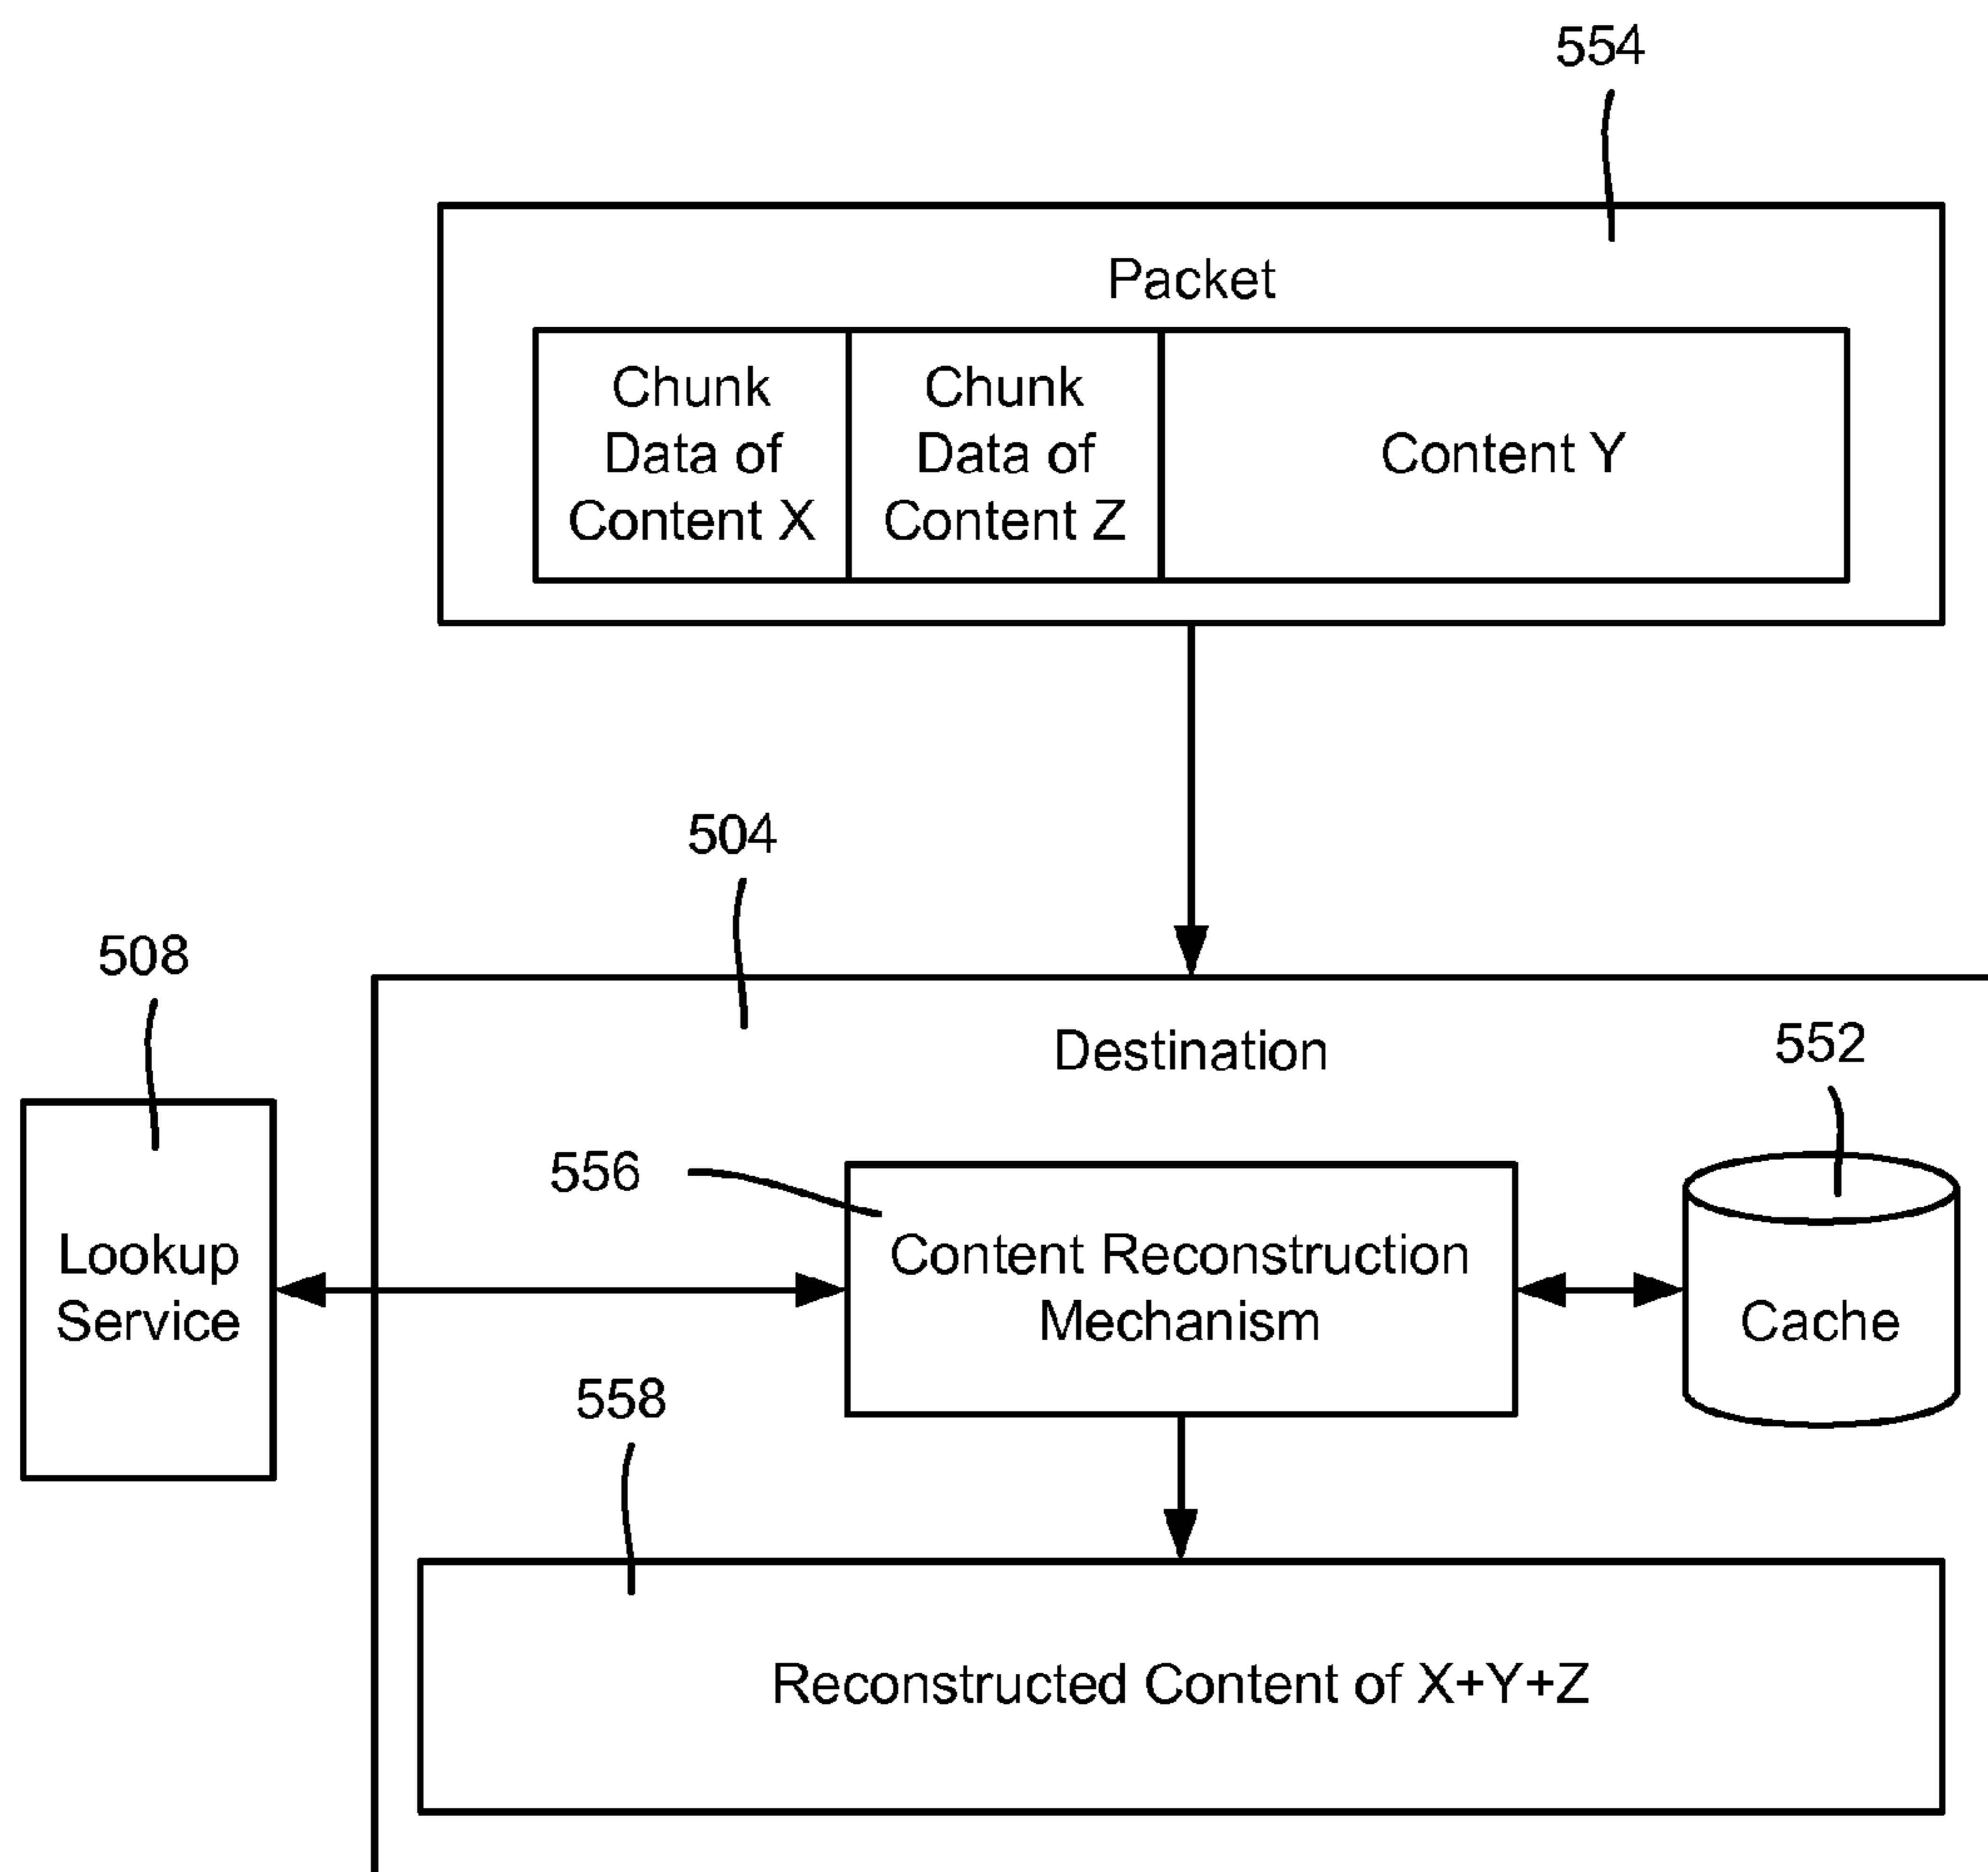 554
Packet
Chunk
Data of
Content X
Chunk
Data of
Content Z
Content Y
504
508
Destination
552
556
Lookup
Service
Content Reconstruction
Mechanism
Cache
558
Reconstructed Content of X+Y+Z